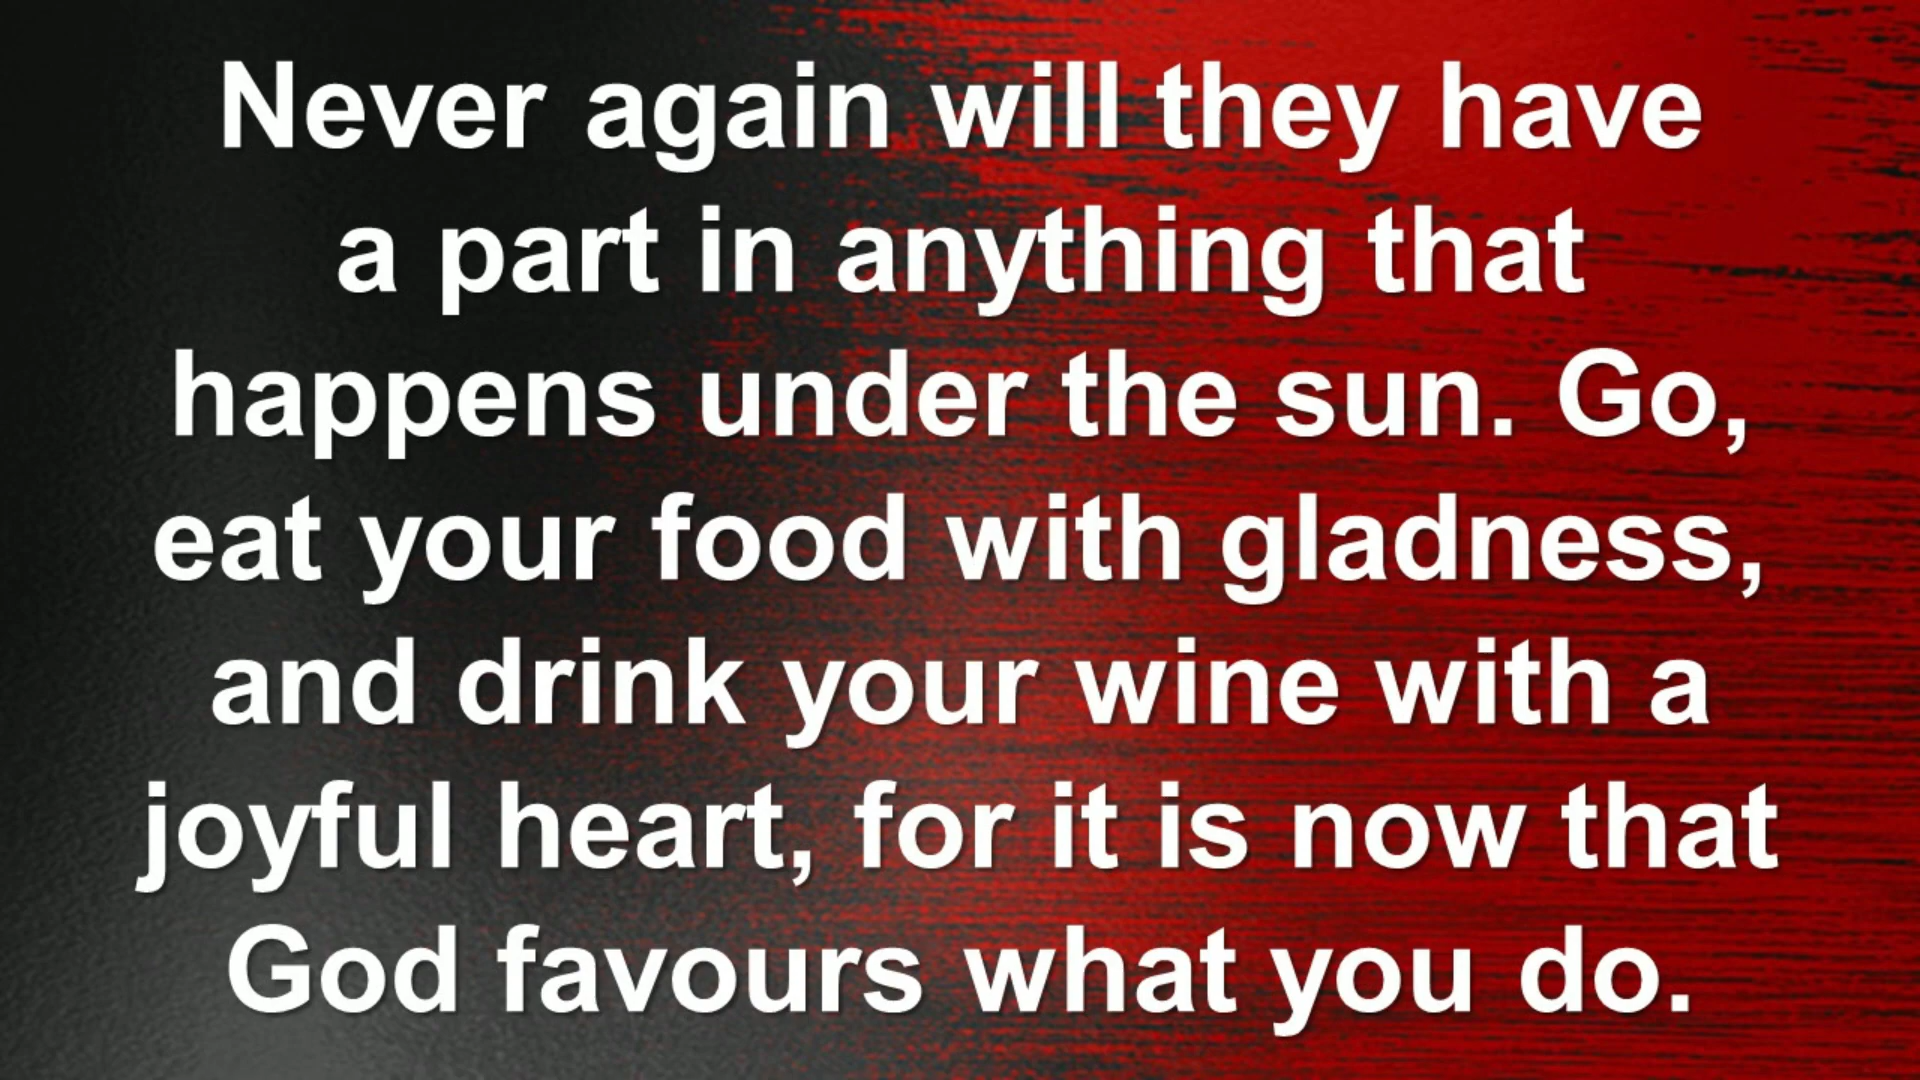 Never again will they have
a part in anything that
happens under the sun. Go,
eat your food with gladness,
and drink your wine with a
joyful heart, for it is now that
God favours what you do.